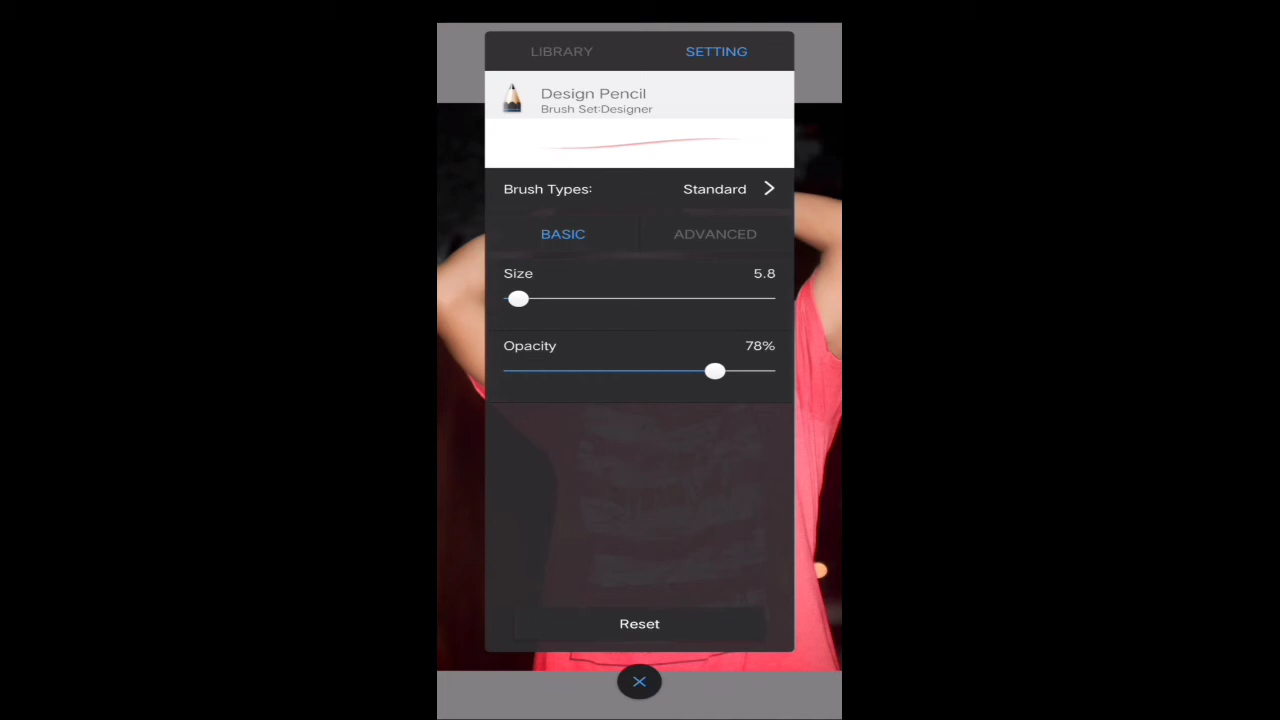 LIBRARY SETTING
Design Pencil
Brush Set:Designer
Brush Types: Standard
BASIC ADVANCED
Size 5.8
Opacity 78%
Reset